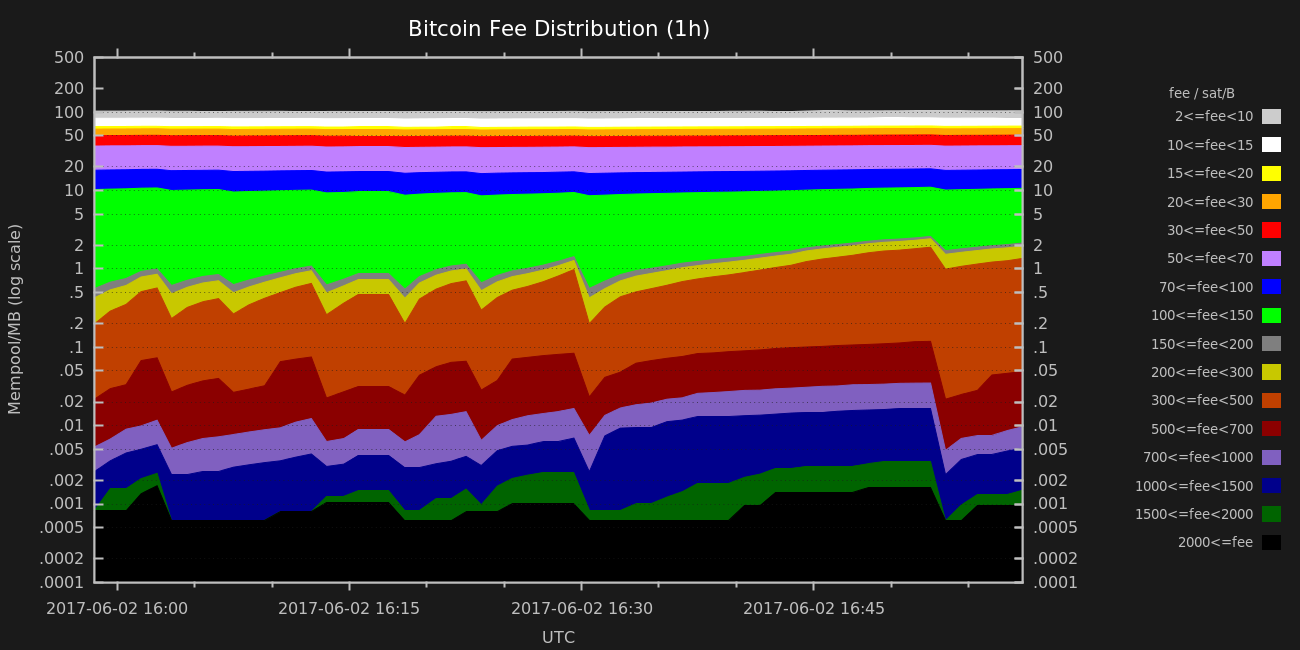 Bitcoin Fee Distribution (1h)
500
200
100
50
20
10
5
2
1
.5
.2
.1
.05
.02
.01
.005
.002
.001
.0005
.0002
.0001
Mempool/MB (log scale)
500
200
100
50
20
10
5
2
1
.5
.2
.1
.05
.02
.01
.005
.002
.001
.0005
.0002
.0001
2017-06-02 16:00 2017-06-02 16:15 2017-06-02 16:30 2017-06-02 16:45
UTC
fee / sat/B
2<=fee<10
10<=fee<15
15<=fee<20
20<=fee<30
30<=fee<50
50<=fee<70
70<=fee<100
100<=fee<150
150<=fee<200
200<=fee<300
300<=fee<500
500<=fee<700
700<=fee<1000
1000<=fee<1500
1500<=fee<2000
2000<=fee